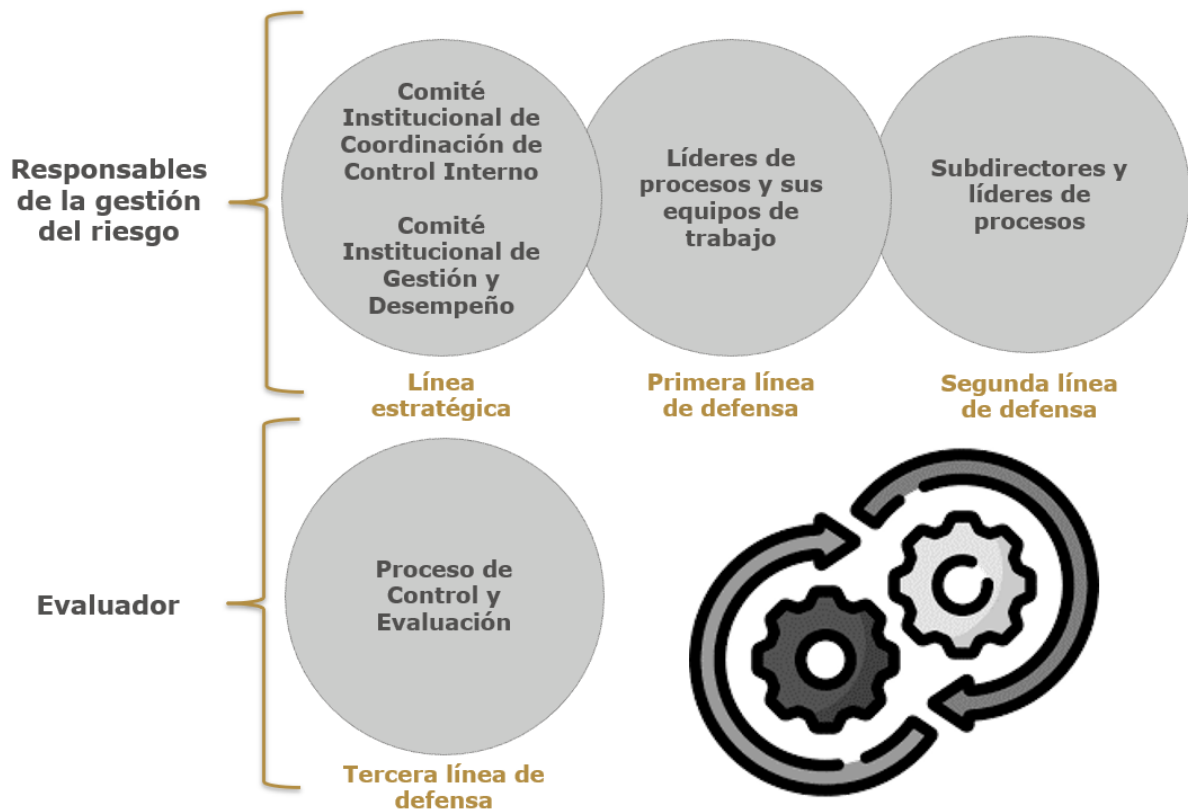 Responsables
de la gestión
del riesgo
Comité
Institucional de
Coordinación de
Control Interno
Comité
Institucional de
Gestión y
Desempeño
Línea
estratégica
Líderes de
procesos y sus
equipos de
trabajo
Primera línea
de defensa
Subdirectores y
líderes de
procesos
Segunda línea
de defensa
Evaluador
Proceso de
Control y
Evaluación
Tercera línea de
defensa